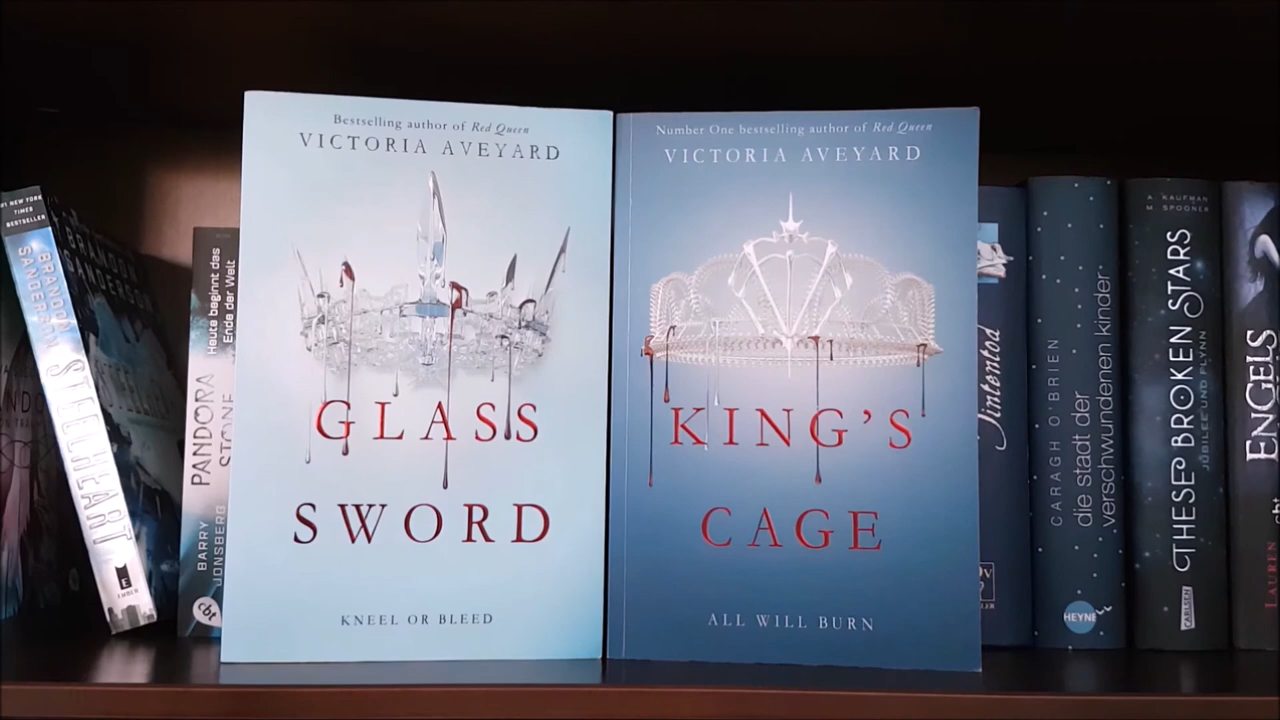 #1 NEW YORK
TIMES
BESTSELLER
BRANDON
SANDERSON
STEELHEART
EMBER
BRANDON
SANDERSON
Heute beginnt das
Ende der Welt
PANDORA
STONE
BARRY
JONSBERG
cbt
Bestselling author of Red Queen
VICTORIA AVEYARD
GLASS
SWORD
KNEEL OR BLEED
Number One bestselling author of Red Queen
VICTORIA AVEYARD
KING'S
CAGE
ALL WILL BURN
Tintentod
CARAGH O'BRIEN
die stadt der
verschwundenen kinder
HEYNE
A. KAUFMAN
M. SPOONER
THESE BROKEN STARS
JUBILEE UND FLYNN
CARLSEN
ENGELS
LAUREN